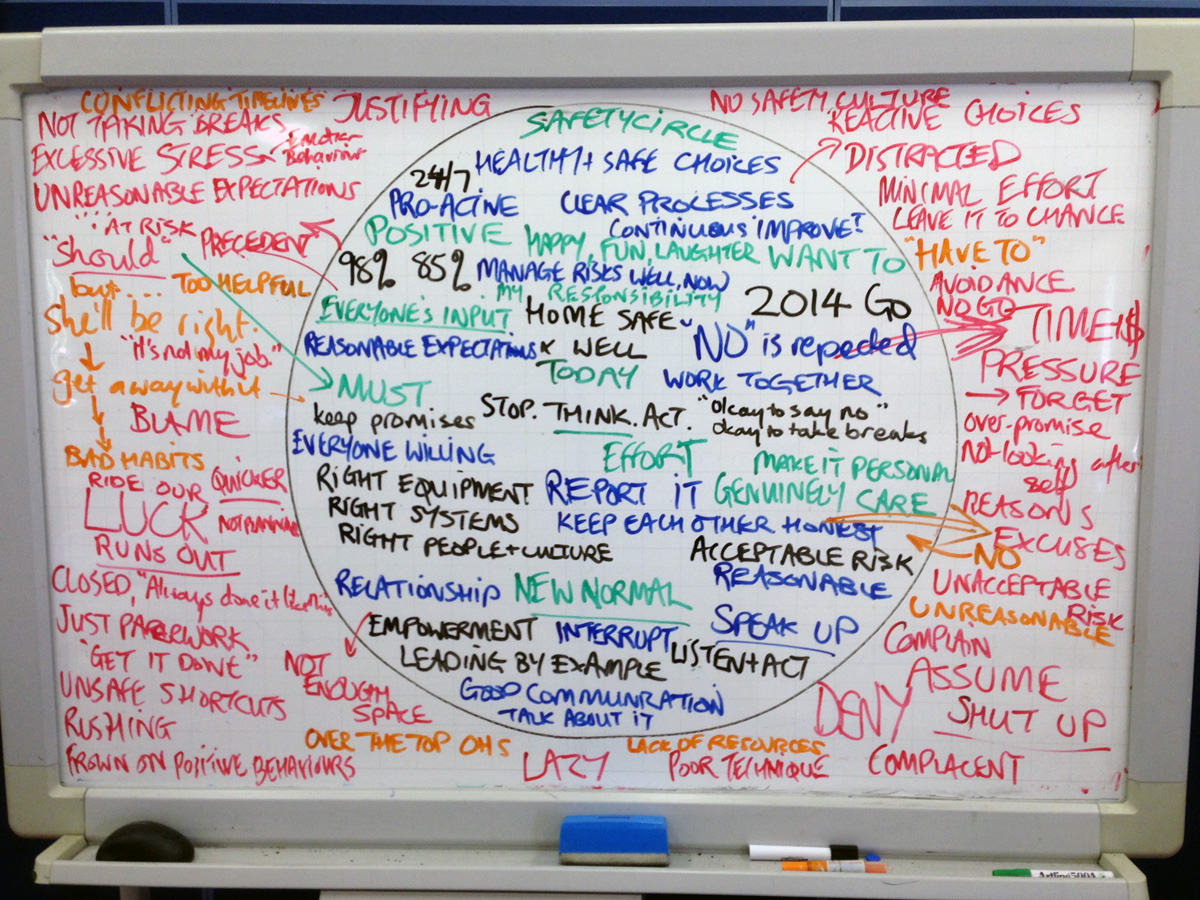 CONFLICTING TIMELINES
JUSTIFYING
NOT TAKING BREAKS
EXCESSIVE STRESS
Behaviour
UNREASONABLE EXPECTATIONS
AT RISK
"should"
PRECEDENT
but....
TOO HELPFUL
She'll be right.
"it's not my job"
get away with it
BLAME
BAD HABITS
RIDE OUR
LUCK
RUNS OUT
QUICKER
NOT PLANNING
CLOSED, "Always done it like this
JUST PAPERWORK
"GET IT DONE"
UNSAFE SHORTCUTS
RUSHING
FROWN ON POSITIVE BEHAVIOURS
NOT
ENOUGH
SPACE
OVER THE TOP OHS
LAZY
LACK OF RESOURCES
POOR TECHNIQUE
COMPLACENT
SAFETY CIRCLE
HEALTHY + SAFE CHOICES
24/7
PRO-ACTIVE
CLEAR PROCESSES
CONTINUOUS IMPROVE!
POSITIVE
HAPPY, FUN, LAUGHTER
WANT TO
98% 85%
MANAGE RISKS WELL, NOW
MY RESPONSIBILITY
2014 GO
EVERYONE'S INPUT
HOME SAFE
WELL
REASONABLE EXPECTATIONS
"NO" is repected
TODAY
WORK TOGETHER
MUST
keep promises
STOP. THINK. ACT.
"Okay to say no"
okay to take breaks
EVERYONE WILLING
EFFORT
MAKE IT PERSONAL
RIGHT EQUIPMENT
REPORT IT
GENUINELY CARE
RIGHT SYSTEMS
KEEP EACH OTHER HONEST
RIGHT PEOPLE + CULTURE
ACCEPTABLE RISK
RELATIONSHIP
NEW NORMAL
REASONABLE
EMPOWERMENT
INTERRUPT
SPEAK UP
LEADING BY EXAMPLE
LISTEN + ACT
GOOD COMMUNIRATION
TALK ABOUT IT
NO SAFETY CULTURE
REACTIVE CHOICES
DISTRACTED
MINIMAL EFFORT
LEAVE IT TO CHANCE
"HAVE TO"
AVOIDANCE
NO GO
TIME \$
PRESSURE
FORGET
over-promise
not looking after
self
REASONS
EXCUSES
NO
UNACCEPTABLE
RISK
UNREASONABLE
COMPLAIN
ASSUME
DENY
SHUT UP
Artline 500A